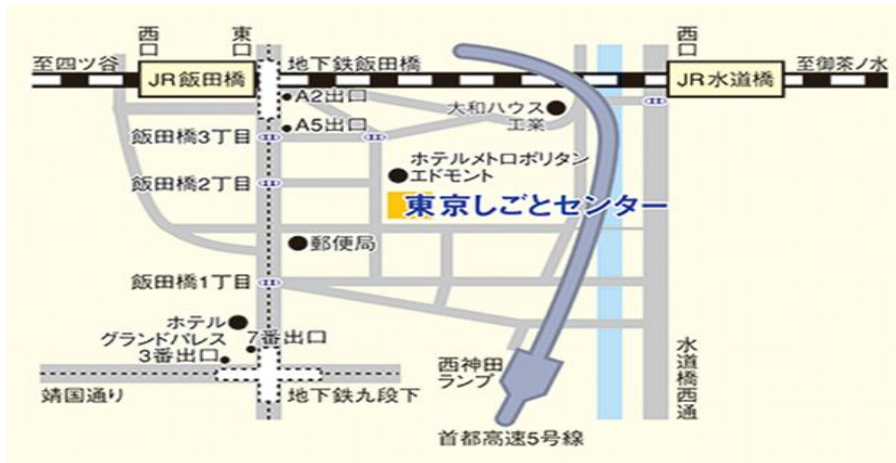 西口
東口
西口
至四ツ谷
JR飯田橋
地下鉄飯田橋
JR水道橋
至御茶ノ水
A2出口
大和ハウス
工業
A5出口
飯田橋3丁目
ホテルメトロポリタン
エドモント
飯田橋2丁目
東京しごとセンター
郵便局
飯田橋1丁目
ホテル
グランドパレス
7番出口
3番出口
西神田
ランプ
水道橋西通
靖国通り
地下鉄九段下
首都高速5号線